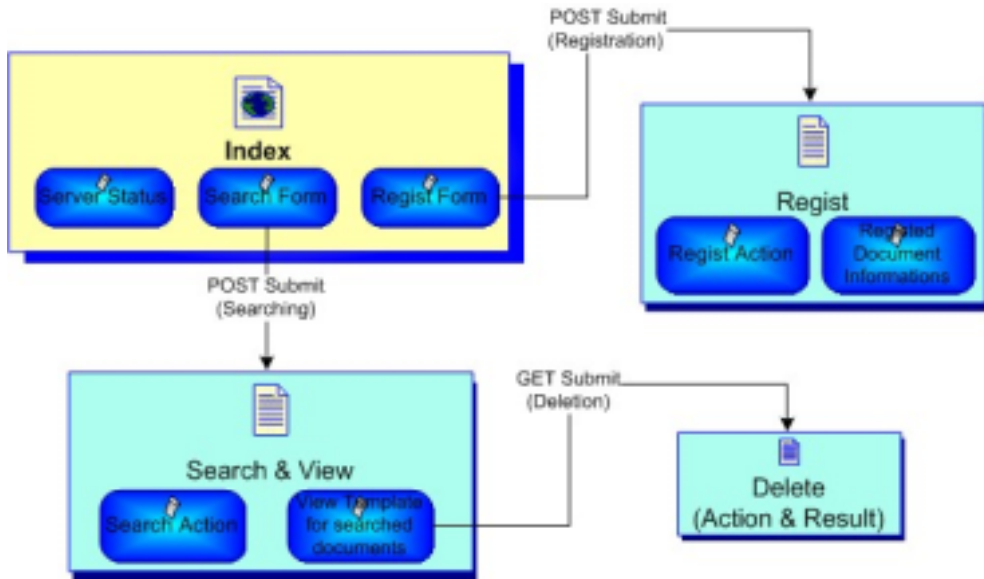 POST Submit
(Registration)
Index
Server Status
Search Form
Regist Form
Regist
Regist Action
Registed
Document
Informations
POST Submit
(Searching)
GET Submit
(Deletion)
Search & View
Search Action
View Template
for searched
documents
Delete
(Action & Result)